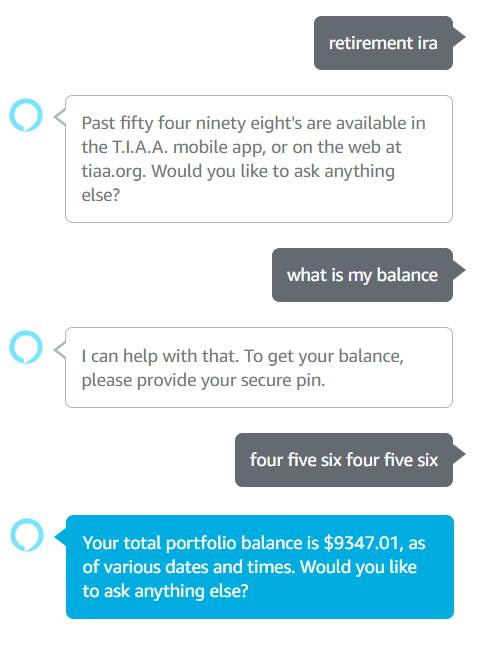 retirement ira
Past fifty four ninety eight's are available in
the T.I.A.A. mobile app, or on the web at
tiaa.org. Would you like to ask anything
else?
what is my balance
I can help with that. To get your balance,
please provide your secure pin.
four five six four five six
Your total portfolio balance is $9347.01, as
of various dates and times. Would you like
to ask anything else?